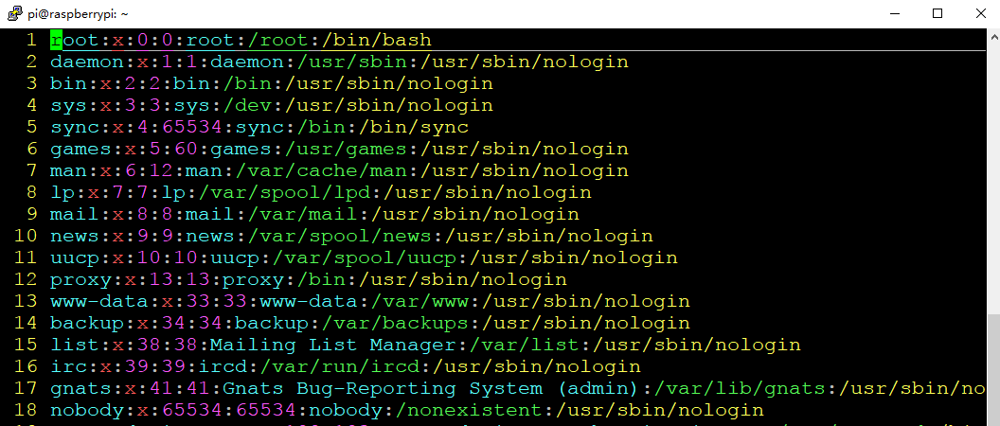 pi@raspberrypi: ~
1 root:x:0:0:root:/root:/bin/bash
2 daemon:x:1:1:daemon:/usr/sbin:/usr/sbin/nologin
3 bin:x:2:2:bin:/bin:/usr/sbin/nologin
4 sys:x:3:3:sys:/dev:/usr/sbin/nologin
5 sync:x:4:65534:sync:/bin:/bin/sync
6 games:x:5:60:games:/usr/games:/usr/sbin/nologin
7 man:x:6:12:man:/var/cache/man:/usr/sbin/nologin
8 lp:x:7:7:lp:/var/spool/lpd:/usr/sbin/nologin
9 mail:x:8:8:mail:/var/mail:/usr/sbin/nologin
10 news:x:9:9:news:/var/spool/news:/usr/sbin/nologin
11 uucp:x:10:10:uucp:/var/spool/uucp:/usr/sbin/nologin
12 proxy:x:13:13:proxy:/bin:/usr/sbin/nologin
13 www-data:x:33:33:www-data:/var/www:/usr/sbin/nologin
14 backup:x:34:34:backup:/var/backups:/usr/sbin/nologin
15 list:x:38:38:Mailing List Manager:/var/list:/usr/sbin/nologin
16 irc:x:39:39:ircd:/var/run/ircd:/usr/sbin/nologin
17 gnats:x:41:41:Gnats Bug-Reporting System (admin):/var/lib/gnats:/usr/sbin/no
18 nobody:x:65534:65534:nobody:/nonexistent:/usr/sbin/nologin